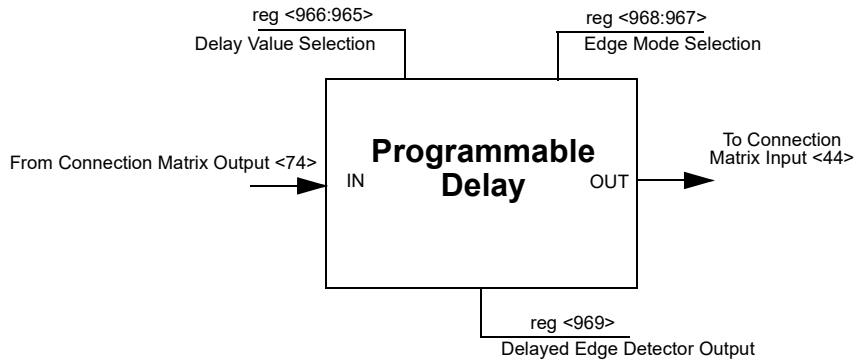 reg <966:965>
Delay Value Selection
reg <968:967>
Edge Mode Selection
From Connection Matrix Output <74>
IN
Programmable
Delay
OUT
To Connection
Matrix Input <44>
reg <969>
Delayed Edge Detector Output